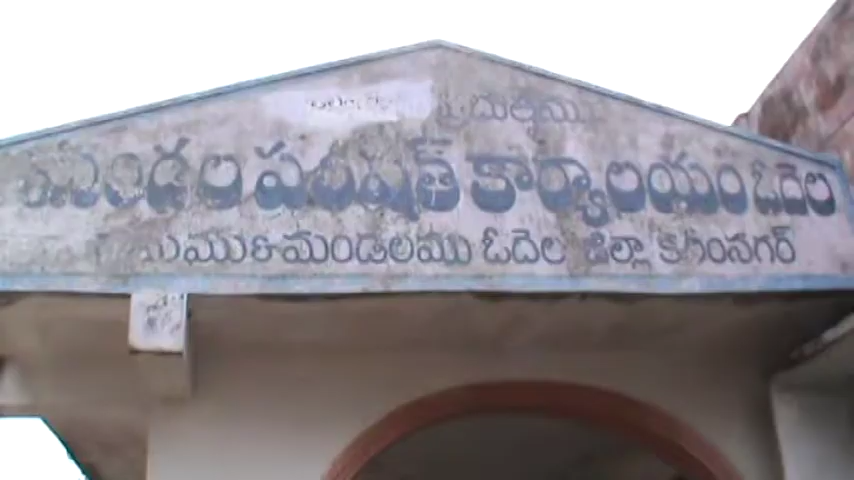 మండల పరిషత్ కార్యాలయం ఓదెల
మండలము ఓదెల జిల్లా కరీంనగర్